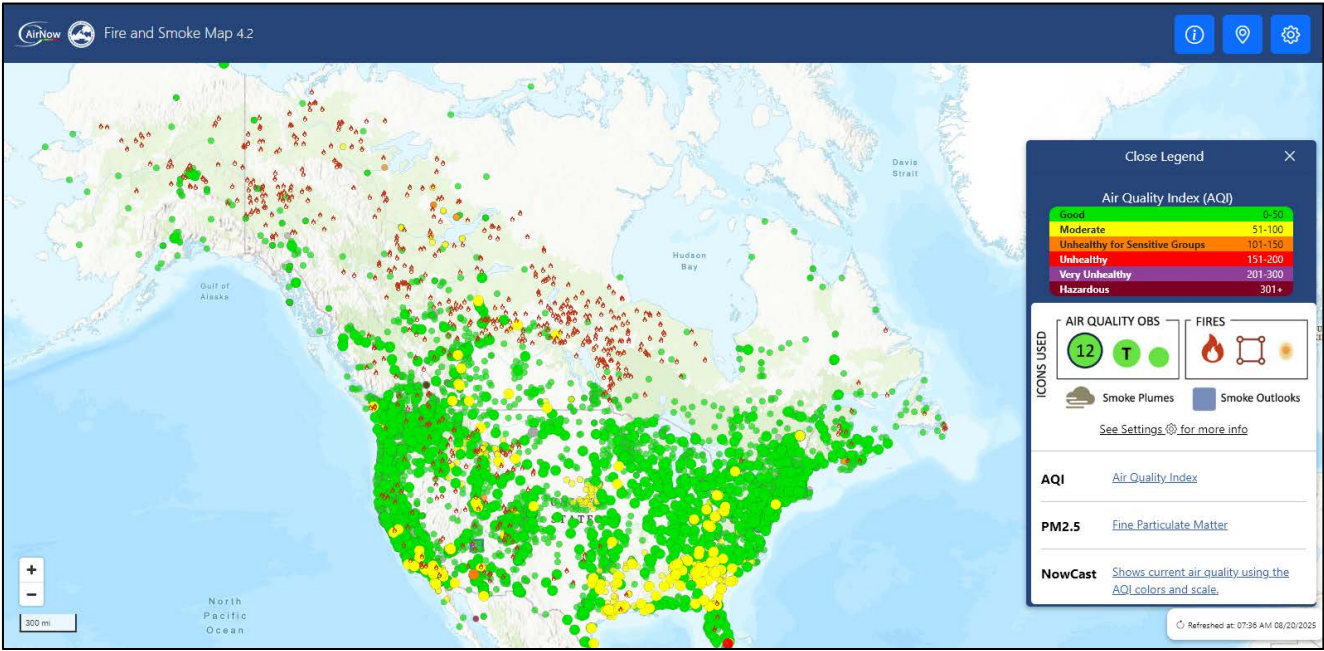 AirNow
Fire and Smoke Map 4.2
Davis
Strait
Hudson
Bay
Gulf of
Alaska
North
Pacific
Ocean
+
−
300 mi
Close Legend ×
Air Quality Index (AQI)
Good 0-50
Moderate 51-100
Unhealthy for Sensitive Groups 101-150
Unhealthy 151-200
Very Unhealthy 201-300
Hazardous 301+
ICONS USED
AIR QUALITY OBS
12 T
FIRES
Smoke Plumes
Smoke Outlooks
See Settings for more info
AQI Air Quality Index
PM2.5 Fine Particulate Matter
NowCast Shows current air quality using the
AQI colors and scale.
Refreshed at: 07:36 AM 08/20/2025